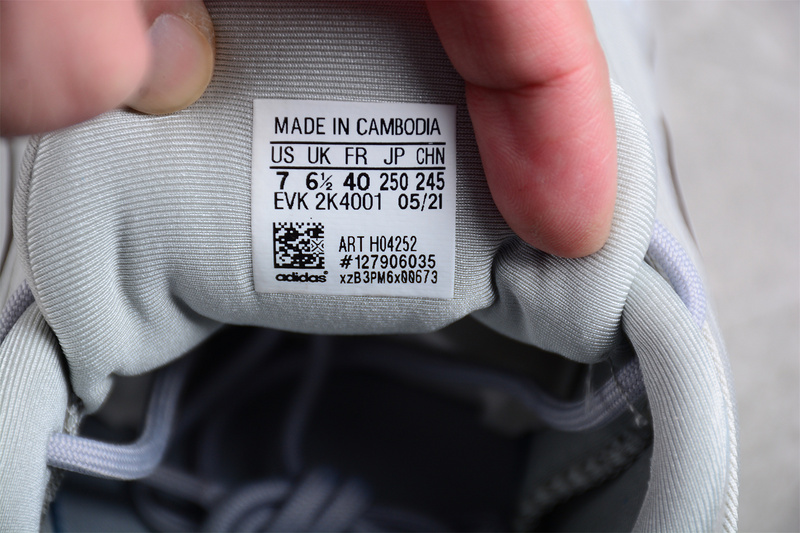 MADE IN CAMBODIA
US UK FR JP CHN
7 6½ 40 250 245
EVK 2K4001 05/21
ART H04252
#127906035
adidas xzB3PM6x00673